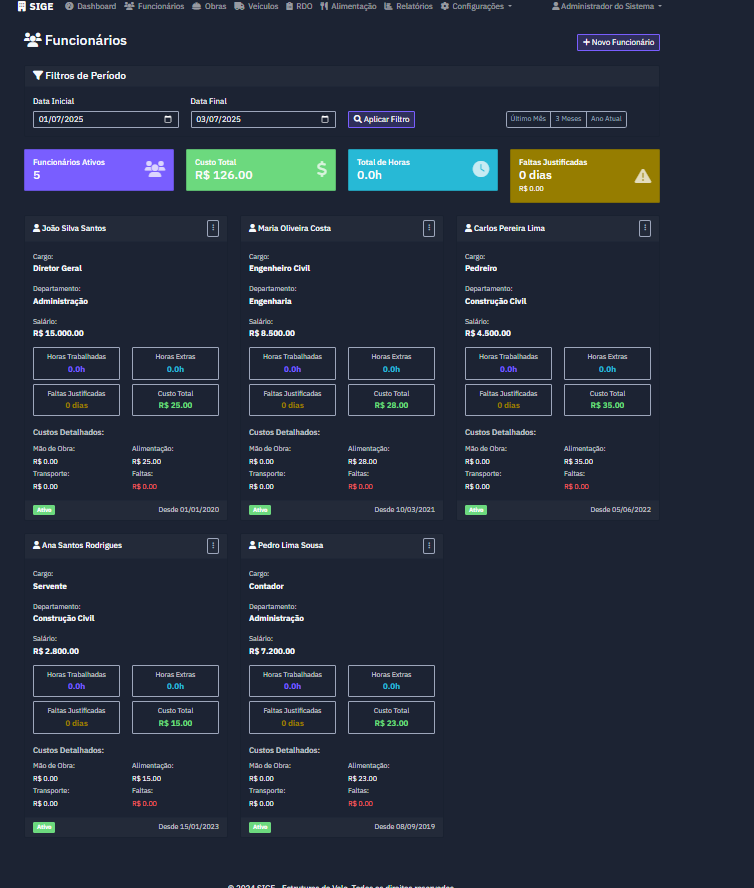 SIGE Dashboard Funcionários Obras Veículos RDO Alimentação Relatórios Configurações Administrador do Sistema
Funcionários
+ Novo Funcionário
Filtros de Período
Data Inicial Data Final
01/07/2025 03/07/2025 Aplicar Filtro Último Mês 3 Meses Ano Atual
Funcionários Ativos
5
Custo Total
R$ 126.00
Total de Horas
0.0h
Faltas Justificadas
0 dias
R$ 0.00
João Silva Santos
Cargo:
Diretor Geral
Departamento:
Administração
Salário:
R$ 15.000.00
Horas Trabalhadas Horas Extras
0.0h 0.0h
Faltas Justificadas Custo Total
0 dias R$ 25.00
Custos Detalhados:
Mão de Obra: Alimentação:
R$ 0.00 R$ 25.00
Transporte: Faltas:
R$ 0.00 R$ 0.00
Ativo Desde 01/01/2020
Maria Oliveira Costa
Cargo:
Engenheiro Civil
Departamento:
Engenharia
Salário:
R$ 8.500.00
Horas Trabalhadas Horas Extras
0.0h 0.0h
Faltas Justificadas Custo Total
0 dias R$ 28.00
Custos Detalhados:
Mão de Obra: Alimentação:
R$ 0.00 R$ 28.00
Transporte: Faltas:
R$ 0.00 R$ 0.00
Ativo Desde 10/03/2021
Carlos Pereira Lima
Cargo:
Pedreiro
Departamento:
Construção Civil
Salário:
R$ 4.500.00
Horas Trabalhadas Horas Extras
0.0h 0.0h
Faltas Justificadas Custo Total
0 dias R$ 35.00
Custos Detalhados:
Mão de Obra: Alimentação:
R$ 0.00 R$ 35.00
Transporte: Faltas:
R$ 0.00 R$ 0.00
Ativo Desde 05/06/2022
Ana Santos Rodrigues
Cargo:
Servente
Departamento:
Construção Civil
Salário:
R$ 2.800.00
Horas Trabalhadas Horas Extras
0.0h 0.0h
Faltas Justificadas Custo Total
0 dias R$ 15.00
Custos Detalhados:
Mão de Obra: Alimentação:
R$ 0.00 R$ 15.00
Transporte: Faltas:
R$ 0.00 R$ 0.00
Ativo Desde 15/01/2023
Pedro Lima Sousa
Cargo:
Contador
Departamento:
Administração
Salário:
R$ 7.200.00
Horas Trabalhadas Horas Extras
0.0h 0.0h
Faltas Justificadas Custo Total
0 dias R$ 23.00
Custos Detalhados:
Mão de Obra: Alimentação:
R$ 0.00 R$ 23.00
Transporte: Faltas:
R$ 0.00 R$ 0.00
Ativo Desde 08/09/2019
© 2024 SIGE - Estruturas do Vale. Todos os direitos reservados.